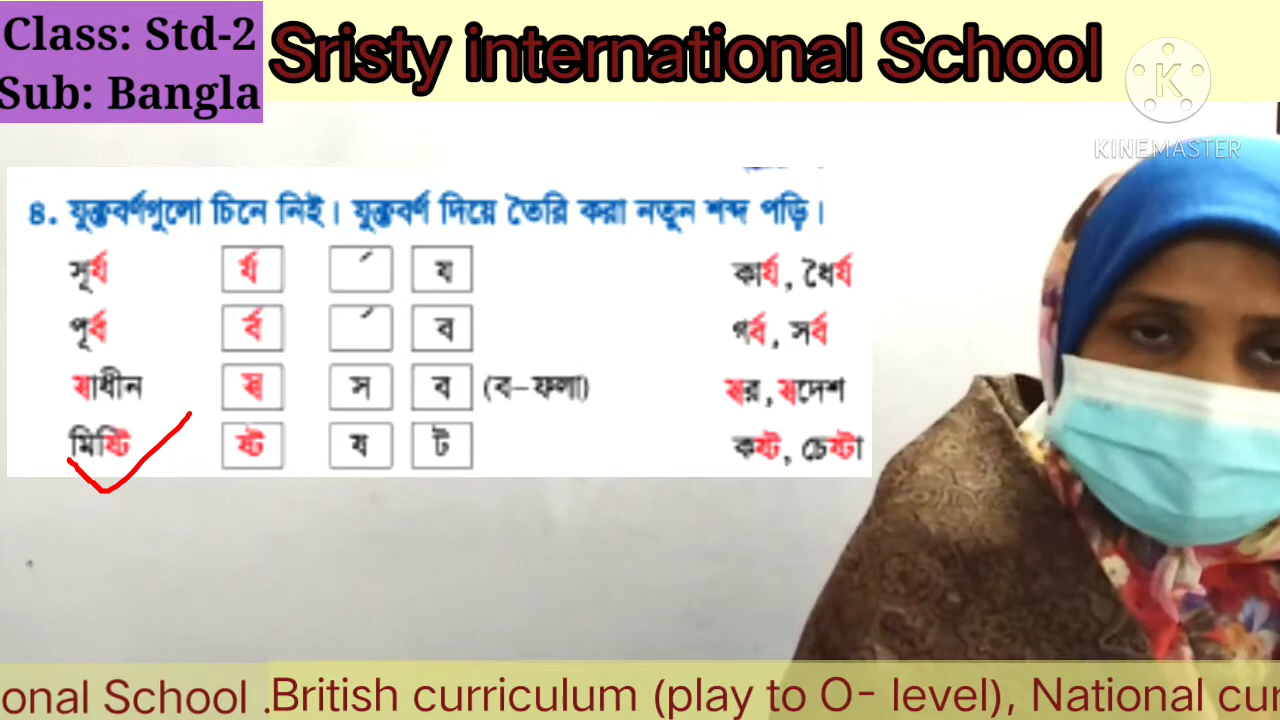 Class: Std-2
Sub: Bangla
Sristy international School
K
KINEMASTER
৪. যুক্তবর্ণগুলো চিনে নিই। যুক্তবর্ণ দিয়ে তৈরি করা নতুন শব্দ পড়ি।
সূর্য র্য র্ য কার্য, ধৈর্য
পূর্ব র্ব র্ ব গর্ব, সর্ব
স্বাধীন স্ব স ব (ব-ফলা) স্বর, স্বদেশ
মিষ্টি ষ্ট ষ ট কষ্ট, চেষ্টা
onal School .British curriculum (play to O- level), National cur